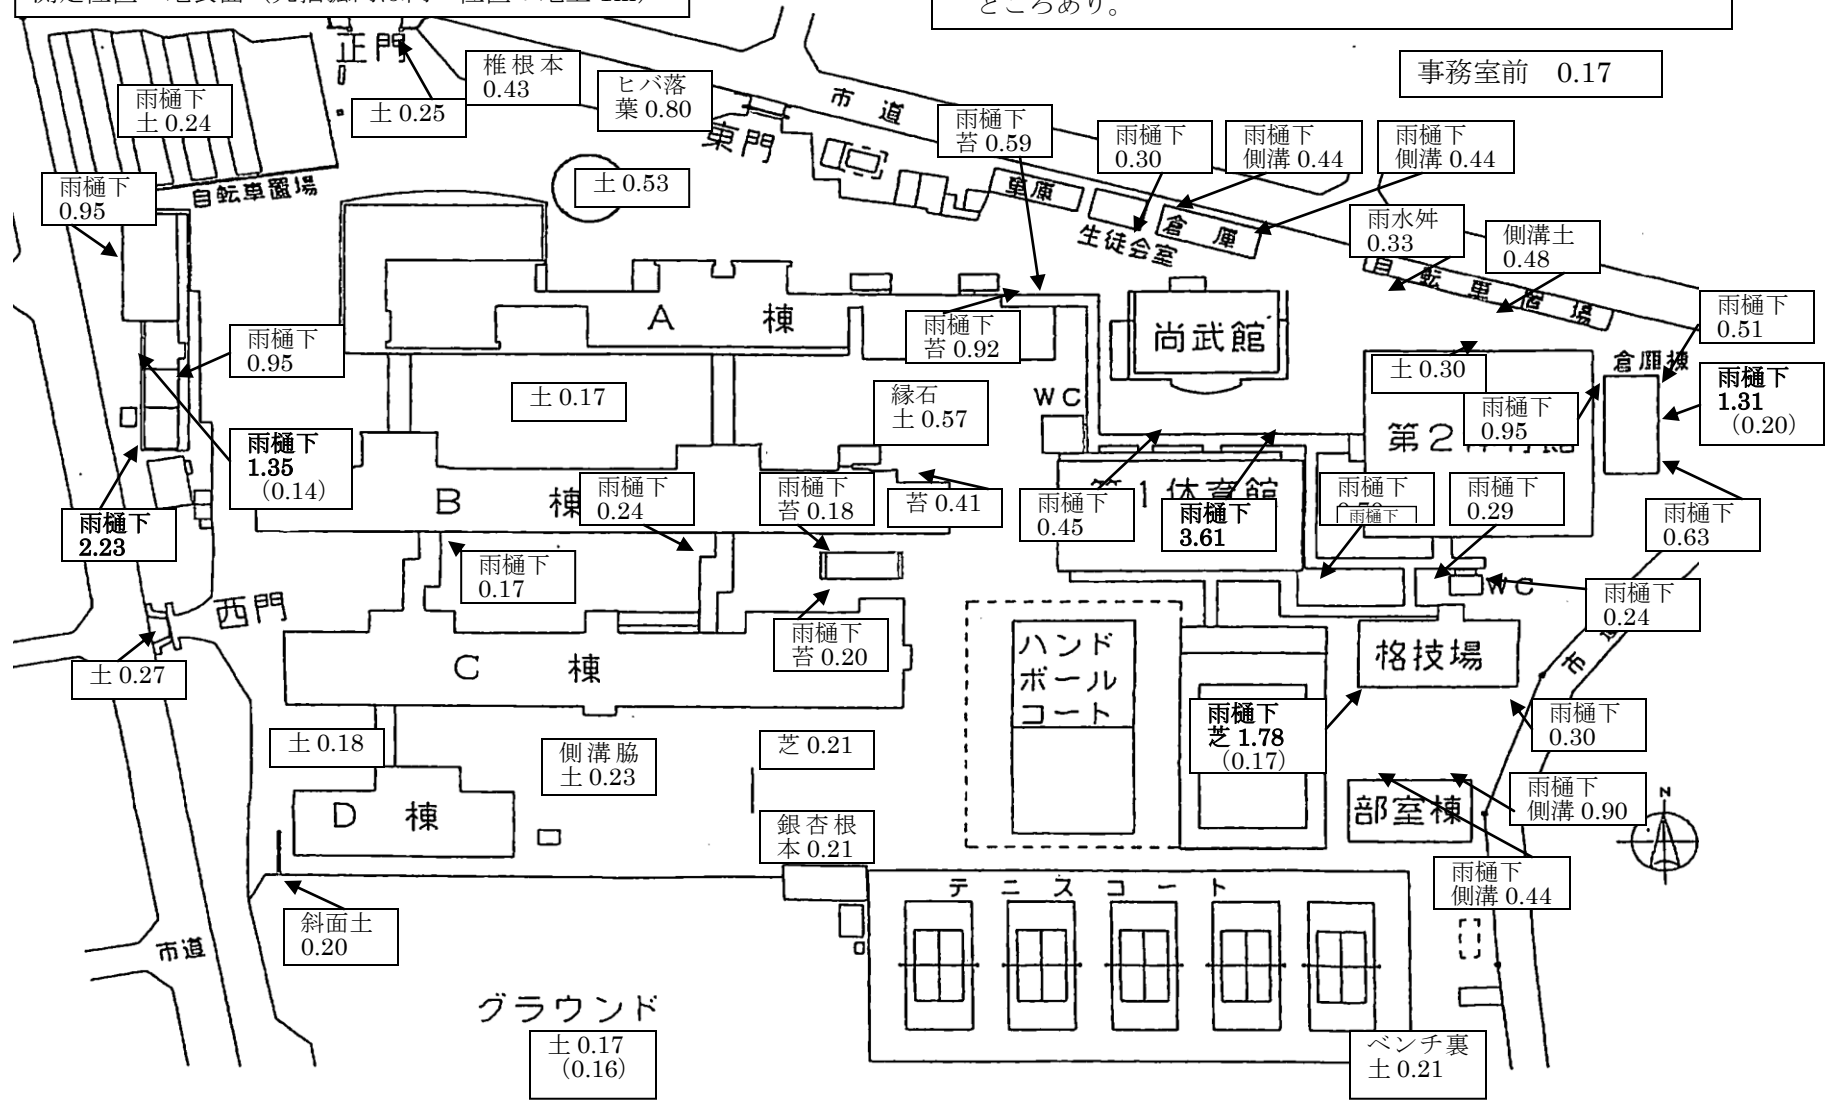 ところあり。
正門
椎根本
0.43
ヒバ落
葉 0.80
事務室前　0.17
雨樋下
土 0.24
土 0.25
市道
東門
雨樋下
苔 0.59
雨樋下
0.30
雨樋下
側溝 0.44
雨樋下
側溝 0.44
雨樋下
0.95
自転車置場
土 0.53
車庫
生徒会室
倉庫
雨水舛
0.33
側溝土
0.48
自転車置場
雨樋下
0.51
A 棟
雨樋下
苔 0.92
尚武館
雨樋下
0.95
土 0.17
縁石
土 0.57
WC
土 0.30
倉庫棟
雨樋下
1.31
（0.20）
雨樋下
0.95
第2体育館
雨樋下
1.35
（0.14）
B 棟
雨樋下
0.24
雨樋下
苔 0.18
苔 0.41
第1体育館
雨樋下
0.45
雨樋下
3.61
雨樋下
雨樋下
雨樋下
0.29
雨樋下
0.63
雨樋下
2.23
雨樋下
0.17
西門
WC
雨樋下
0.24
土 0.27
C 棟
雨樋下
苔 0.20
ハンド
ボール
コート
格技場
市道
雨樋下
芝 1.78
（0.17）
雨樋下
0.30
土 0.18
側溝脇
土 0.23
芝 0.21
D 棟
銀杏根
本 0.21
部室棟
雨樋下
側溝 0.90
N
雨樋下
側溝 0.44
テニスコート
斜面土
0.20
市道
グラウンド
土 0.17
（0.16）
ベンチ裏
土 0.21